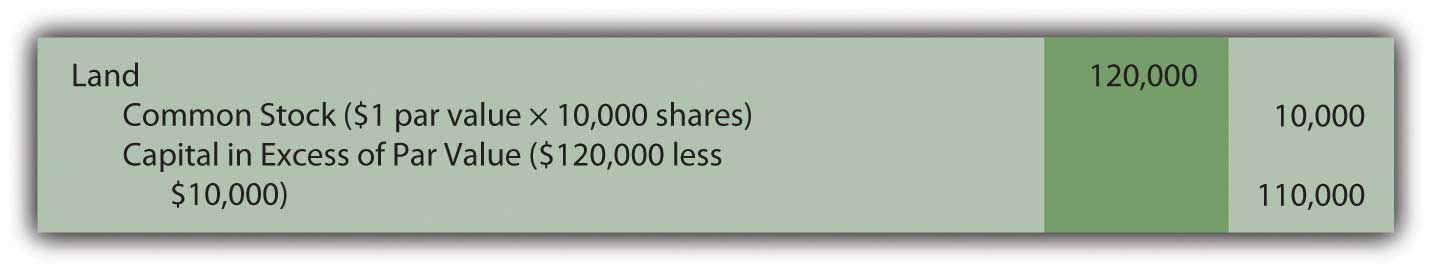 Land 120,000
Common Stock ($1 par value × 10,000 shares) 10,000
Capital in Excess of Par Value ($120,000 less
$10,000) 110,000